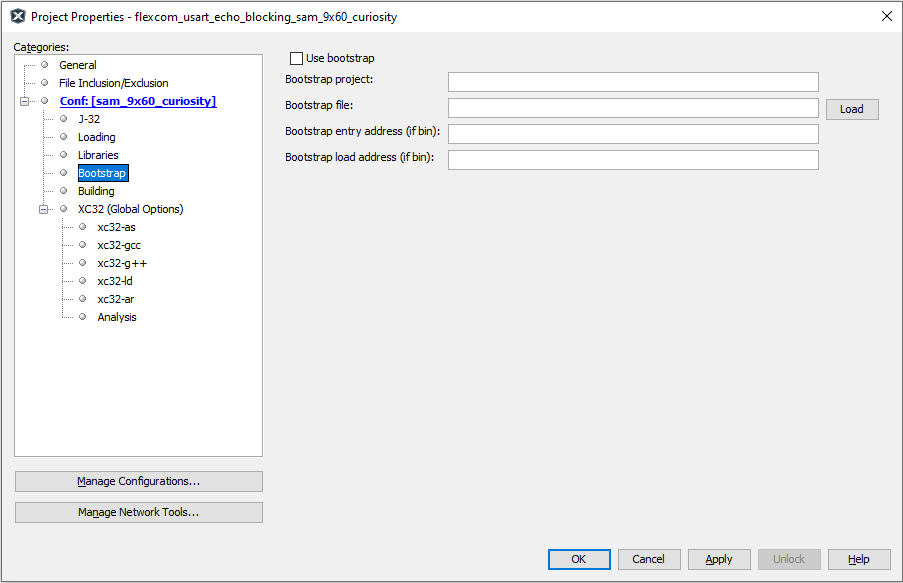 Project Properties - flexcom_usart_echo_blocking_sam_9x60_curiosity
Categories:
General
File Inclusion/Exclusion
Conf: [sam_9x60_curiosity]
J-32
Loading
Libraries
Bootstrap
Building
XC32 (Global Options)
xc32-as
xc32-gcc
xc32-g++
xc32-ld
xc32-ar
Analysis
Manage Configurations...
Manage Network Tools...
Use bootstrap
Bootstrap project:
Bootstrap file:
Load
Bootstrap entry address (if bin):
Bootstrap load address (if bin):
OK
Cancel
Apply
Unlock
Help